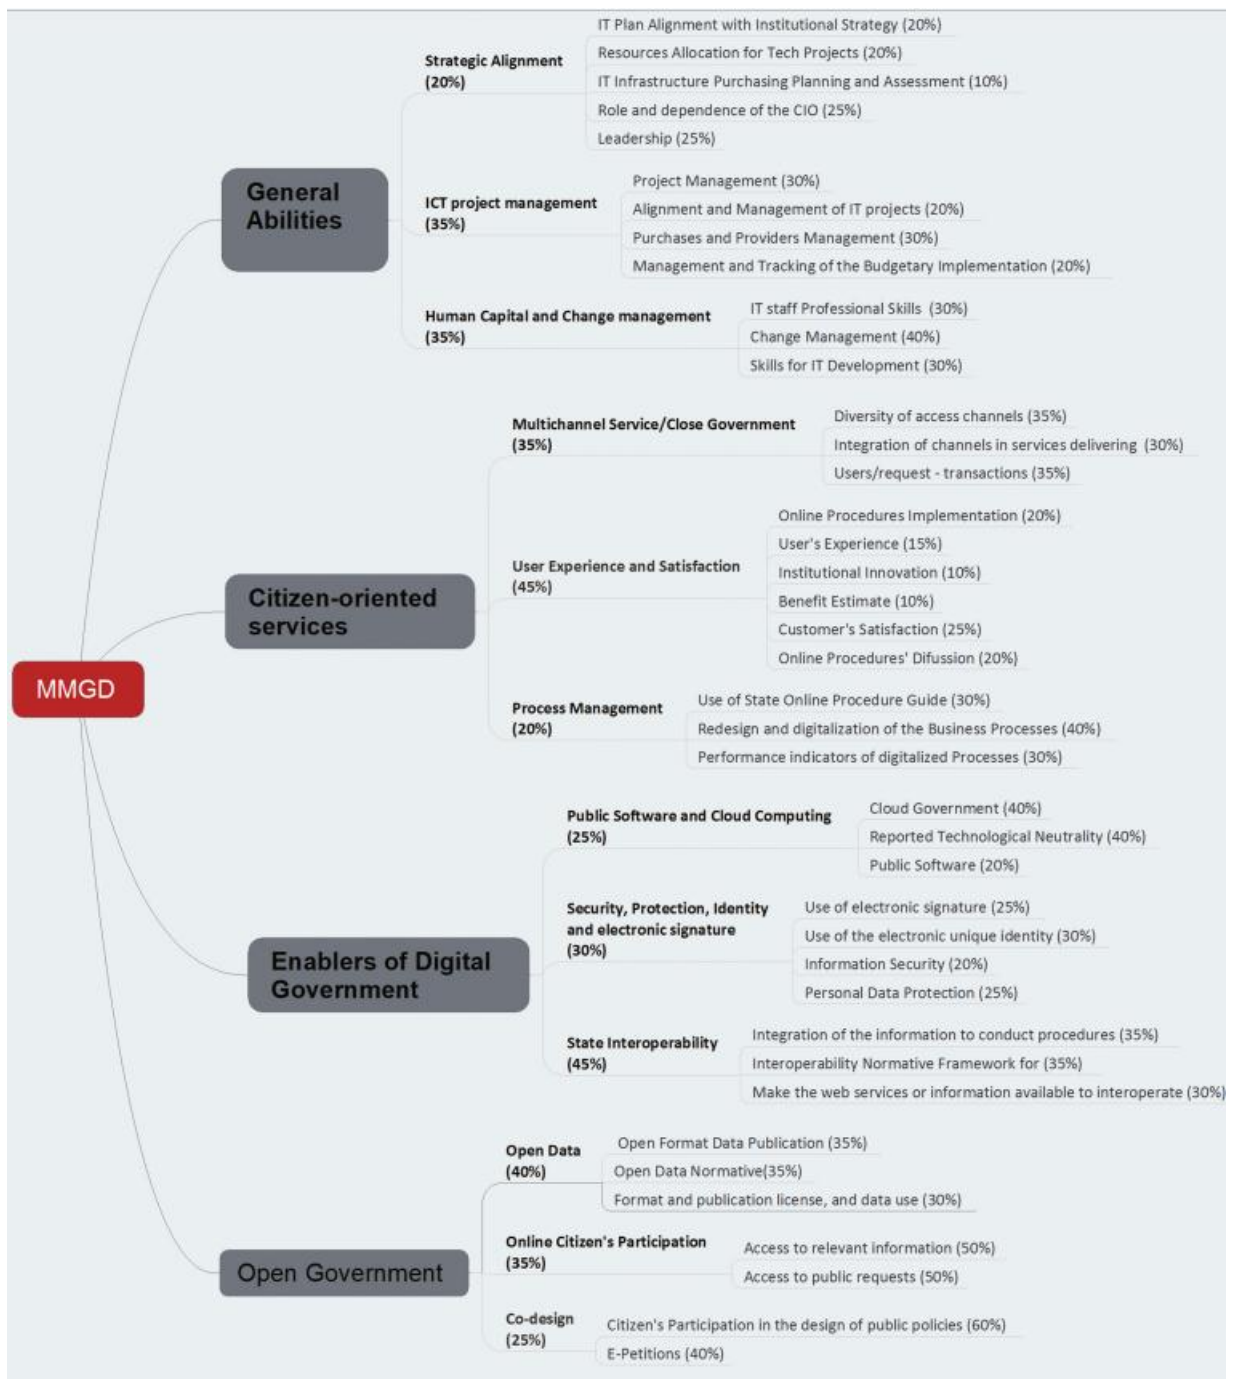 MMGD
General
Abilities
Strategic Alignment
(20%)
IT Plan Alignment with Institutional Strategy (20%)
Resources Allocation for Tech Projects (20%)
IT Infrastructure Purchasing Planning and Assessment (10%)
Role and dependence of the CIO (25%)
Leadership (25%)
ICT project management
(35%)
Project Management (30%)
Alignment and Management of IT projects (20%)
Purchases and Providers Management (30%)
Management and Tracking of the Budgetary Implementation (20%)
Human Capital and Change management
(35%)
IT staff Professional Skills (30%)
Change Management (40%)
Skills for IT Development (30%)
Citizen-oriented
services
Multichannel Service/Close Government
(35%)
Diversity of access channels (35%)
Integration of channels in services delivering (30%)
Users/request - transactions (35%)
User Experience and Satisfaction
(45%)
Online Procedures Implementation (20%)
User's Experience (15%)
Institutional Innovation (10%)
Benefit Estimate (10%)
Customer's Satisfaction (25%)
Online Procedures' Difussion (20%)
Process Management
(20%)
Use of State Online Procedure Guide (30%)
Redesign and digitalization of the Business Processes (40%)
Performance indicators of digitalized Processes (30%)
Enablers of Digital
Government
Public Software and Cloud Computing
(25%)
Cloud Government (40%)
Reported Technological Neutrality (40%)
Public Software (20%)
Security, Protection, Identity
and electronic signature
(30%)
Use of electronic signature (25%)
Use of the electronic unique identity (30%)
Information Security (20%)
Personal Data Protection (25%)
State Interoperability
(45%)
Integration of the information to conduct procedures (35%)
Interoperability Normative Framework for (35%)
Make the web services or information available to interoperate (30%)
Open Government
Open Data
(40%)
Open Format Data Publication (35%)
Open Data Normative(35%)
Format and publication license, and data use (30%)
Online Citizen's Participation
(35%)
Access to relevant information (50%)
Access to public requests (50%)
Co-design
(25%)
Citizen's Participation in the design of public policies (60%)
E-Petitions (40%)